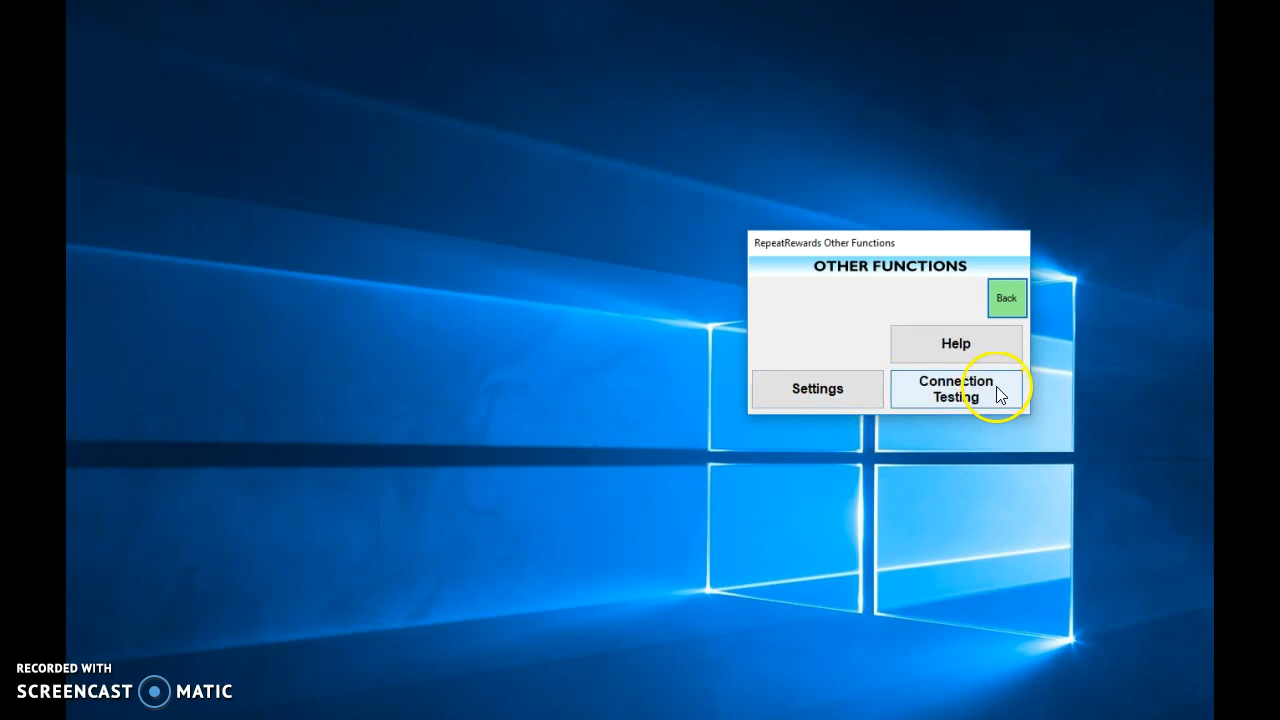 RepeatRewards Other Functions
OTHER FUNCTIONS
Back
Help
Settings
Connection
Testing
RECORDED WITH
SCREENCAST MATIC